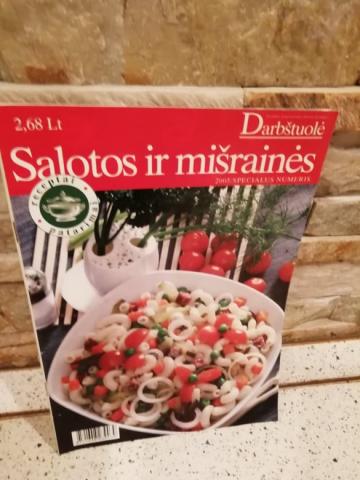 2,68 Lt
Darbštuolė
Salotos ir mišrainės
2005 SPECIALUS NUMERIS
receptai
patarimai